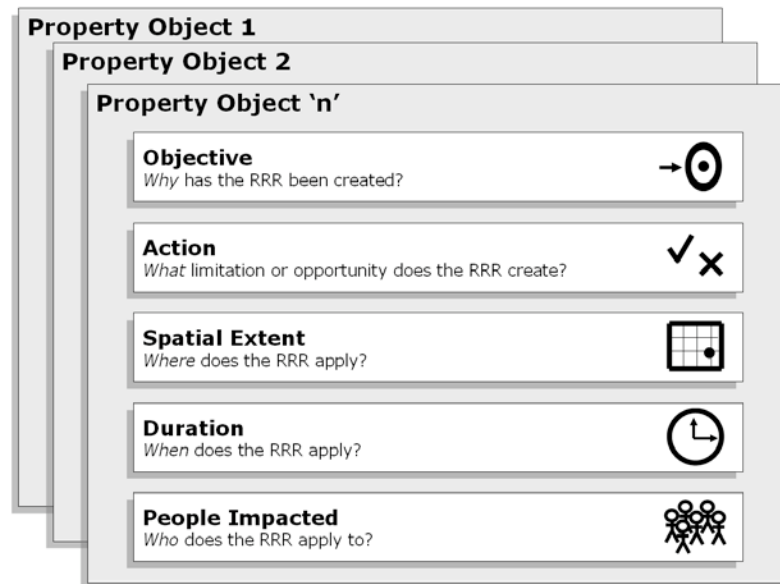 Property Object 1
Property Object 2
Property Object ‘n’
Objective
Why has the RRR been created?
Action
What limitation or opportunity does the RRR create?
Spatial Extent
Where does the RRR apply?
Duration
When does the RRR apply?
People Impacted
Who does the RRR apply to?